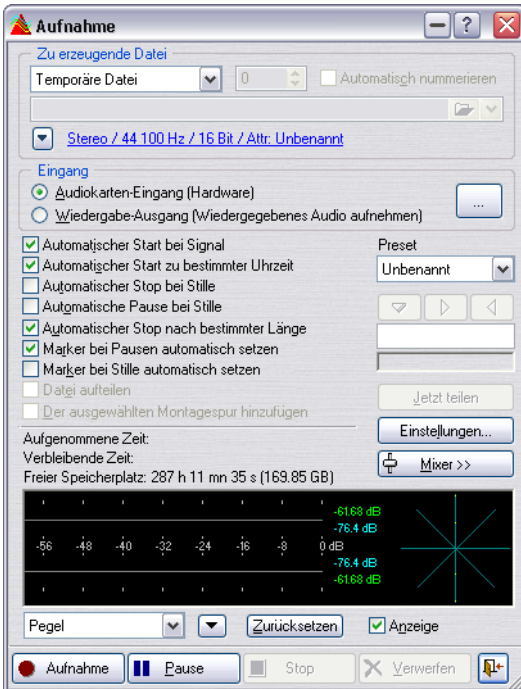 Aufnahme
?
Zu erzeugende Datei
Temporäre Datei
0
Automatisch nummerieren
Stereo / 44 100 Hz / 16 Bit / Attr: Unbenannt
Eingang
Audiokarten-Eingang (Hardware)
...
Wiedergabe-Ausgang (Wiedergegebenes Audio aufnehmen)
Automatischer Start bei Signal
Preset
Automatischer Start zu bestimmter Uhrzeit
Unbenannt
Automatischer Stop bei Stille
Automatische Pause bei Stille
Automatischer Stop nach bestimmter Länge
Marker bei Pausen automatisch setzen
Marker bei Stille automatisch setzen
Datei aufteilen
Jetzt teilen
Der ausgewählten Montagespur hinzufügen
Einstellungen...
Aufgenommene Zeit:
Verbleibende Zeit:
Mixer >>
Freier Speicherplatz: 287 h 11 mn 35 s (169.85 GB)
-61.68 dB
-76.4 dB
-56 -48 -40 -32 -24 -16 -8 0 dB
-76.4 dB
-61.68 dB
Pegel
Zurücksetzen
Anzeige
Aufnahme
Pause
Stop
Verwerfen